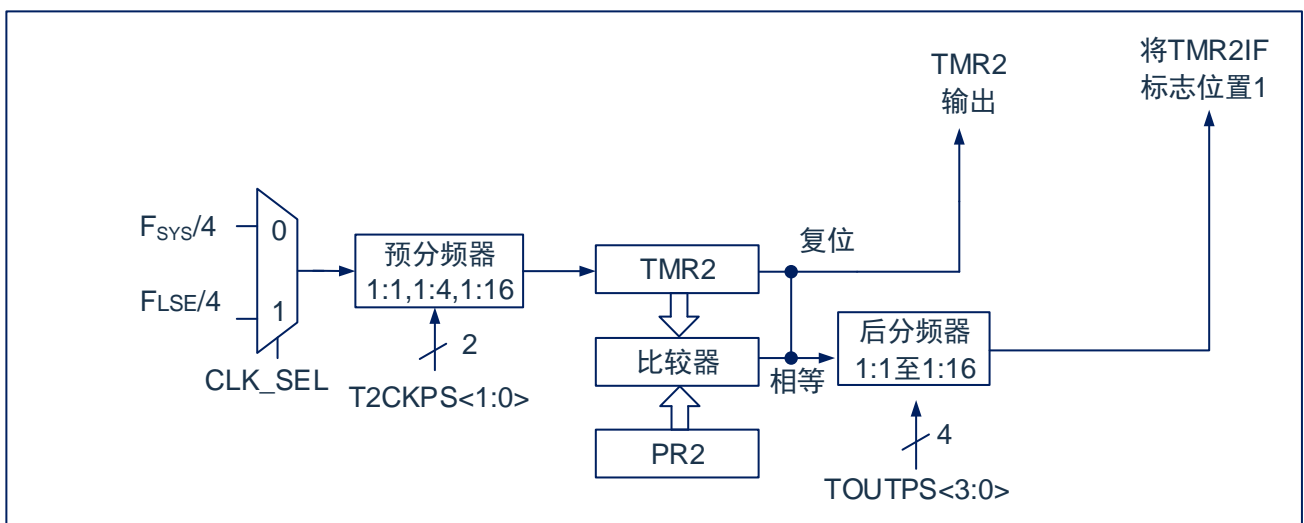 TMR2
输出
将TMR2IF
标志位置1
FSYS/4
0
FLSE/4
1
CLK_SEL
预分频器
1:1,1:4,1:16
2
T2CKPS<1:0>
TMR2
复位
比较器
相等
PR2
后分频器
1:1至1:16
4
TOUTPS<3:0>